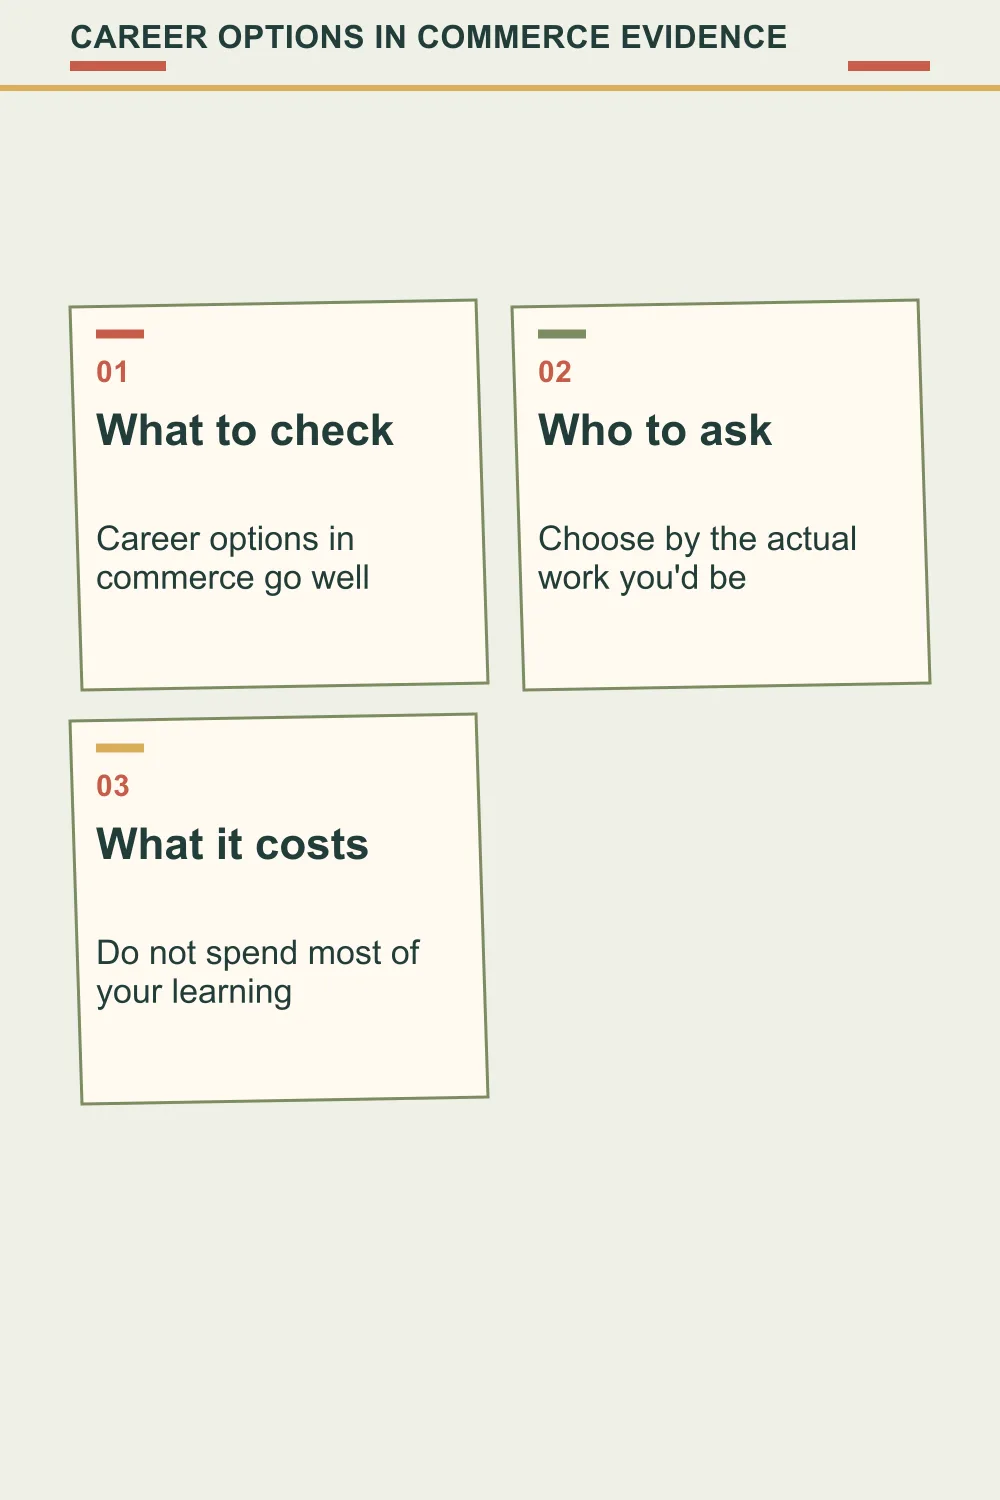 CAREER OPTIONS IN COMMERCE EVIDENCE
01
What to check
Career options in
commerce go well
02
Who to ask
Choose by the actual
work you'd be
03
What it costs
Do not spend most of
your learning